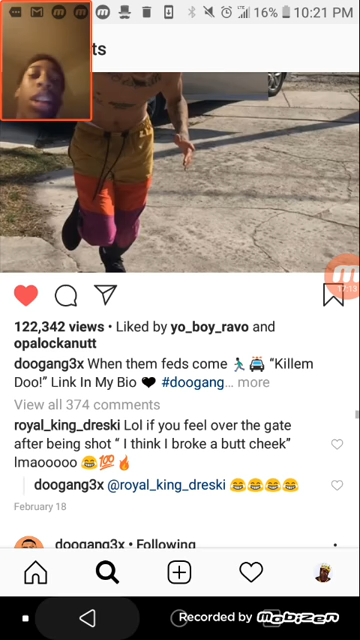 16% 10:21 PM
ts
17:13
122,342 views • Liked by yo_boy_ravo and
opalockanutt
doogang3x When them feds come 🏃🚔 “Killem
Doo!” Link In My Bio 🖤 #doogang... more
View all 374 comments
royal_king_dreski Lol if you feel over the gate
after being shot “ I think I broke a butt cheek”
lmaooooo 😂💯🔥
doogang3x @royal_king_dreski 😂😂😂😂
February 18
doogang3x • Following
Recorded by Mobizen